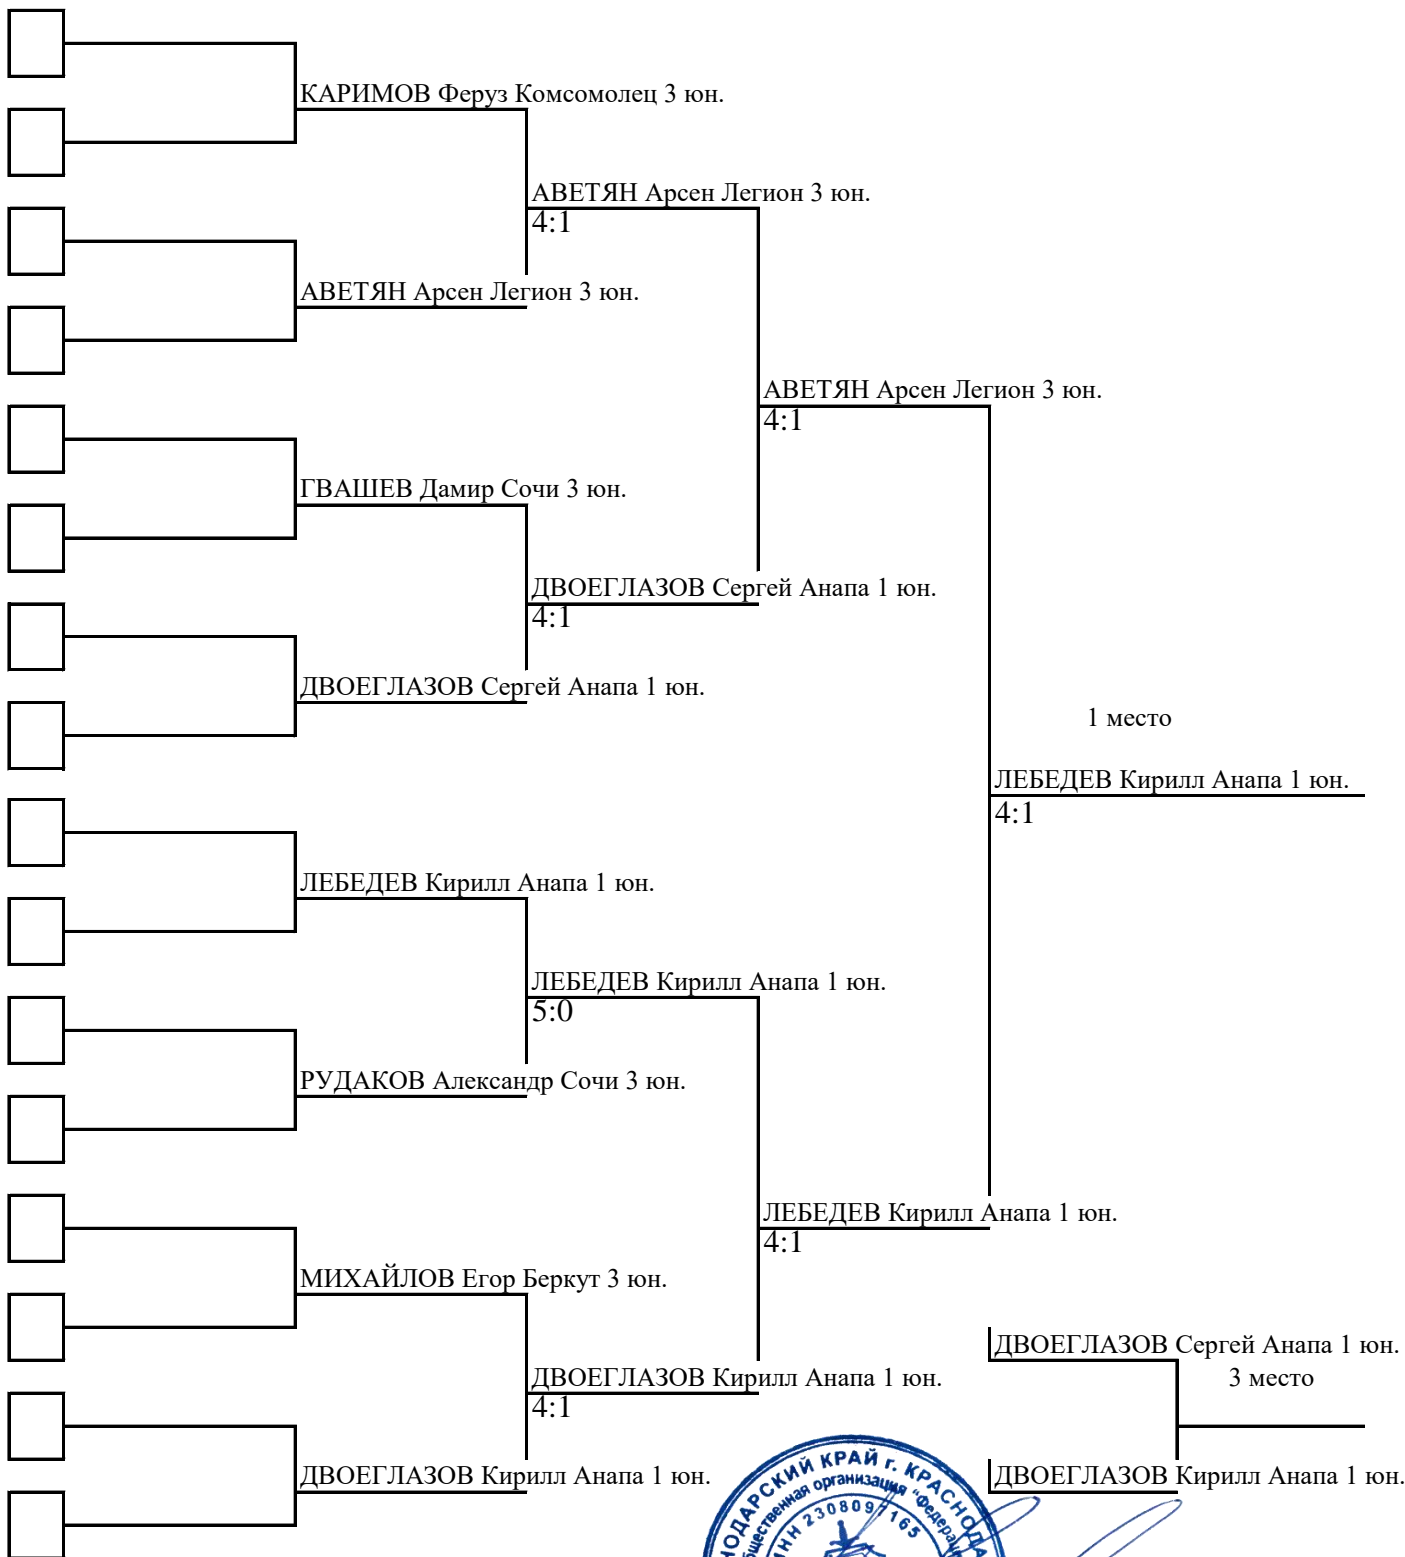 КАРИМОВ Феруз Комсомолец 3 юн.
АВЕТЯН Арсен Легион 3 юн.
4:1
АВЕТЯН Арсен Легион 3 юн.
АВЕТЯН Арсен Легион 3 юн.
4:1
ГВАШЕВ Дамир Сочи 3 юн.
ДВОЕГЛАЗОВ Сергей Анапа 1 юн.
4:1
ДВОЕГЛАЗОВ Сергей Анапа 1 юн.
1 место
ЛЕБЕДЕВ Кирилл Анапа 1 юн.
4:1
ЛЕБЕДЕВ Кирилл Анапа 1 юн.
ЛЕБЕДЕВ Кирилл Анапа 1 юн.
5:0
РУДАКОВ Александр Сочи 3 юн.
ЛЕБЕДЕВ Кирилл Анапа 1 юн.
4:1
МИХАЙЛОВ Егор Беркут 3 юн.
ДВОЕГЛАЗОВ Сергей Анапа 1 юн.
3 место
ДВОЕГЛАЗОВ Кирилл Анапа 1 юн.
4:1
ДВОЕГЛАЗОВ Кирилл Анапа 1 юн.
ДВОЕГЛАЗОВ Кирилл Анапа 1 юн.
КРАЙ г.
организация
ИНН 2308097165